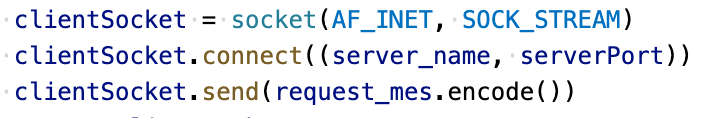 clientSocket = socket(AF_INET, SOCK_STREAM)
clientSocket.connect((server_name, serverPort))
clientSocket.send(request_mes.encode())